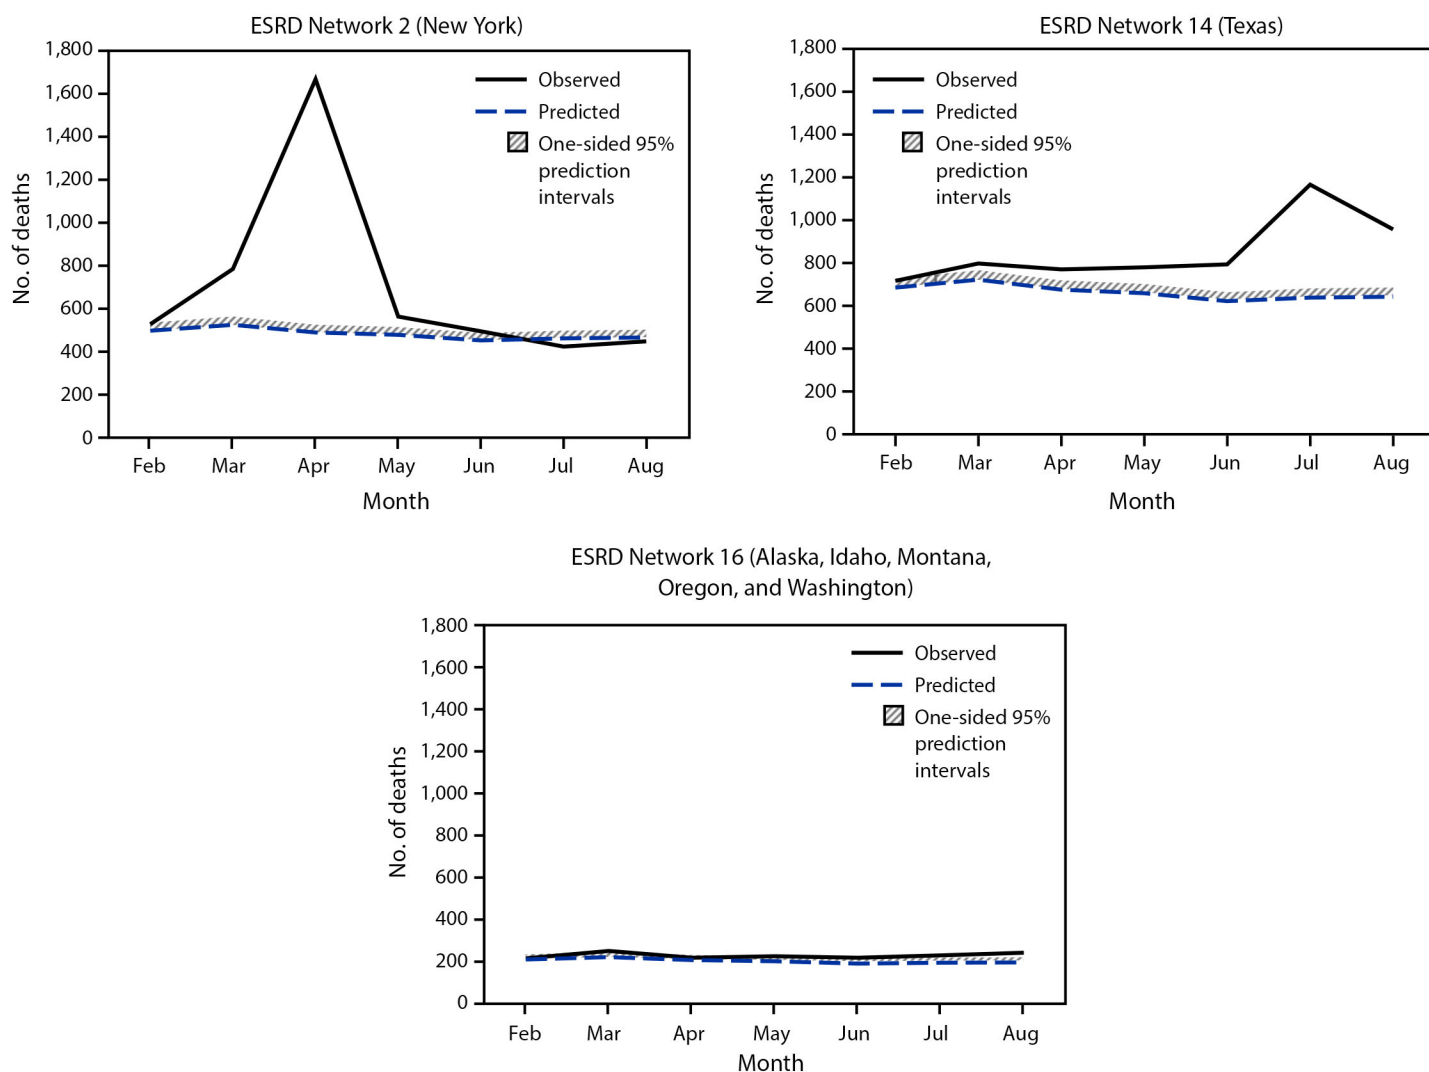 ESRD Network 2 (New York)
1,800
1,600
1,400
1,200
1,000
800
600
400
200
0
No. of deaths
Observed
Predicted
One-sided 95%
prediction
intervals
Feb Mar Apr May Jun Jul Aug
Month
ESRD Network 14 (Texas)
1,800
1,600
1,400
1,200
1,000
800
600
400
200
0
No. of deaths
Observed
Predicted
One-sided 95%
prediction
intervals
Feb Mar Apr May Jun Jul Aug
Month
ESRD Network 16 (Alaska, Idaho, Montana,
Oregon, and Washington)
1,800
1,600
1,400
1,200
1,000
800
600
400
200
0
No. of deaths
Observed
Predicted
One-sided 95%
prediction
intervals
Feb Mar Apr May Jun Jul Aug
Month